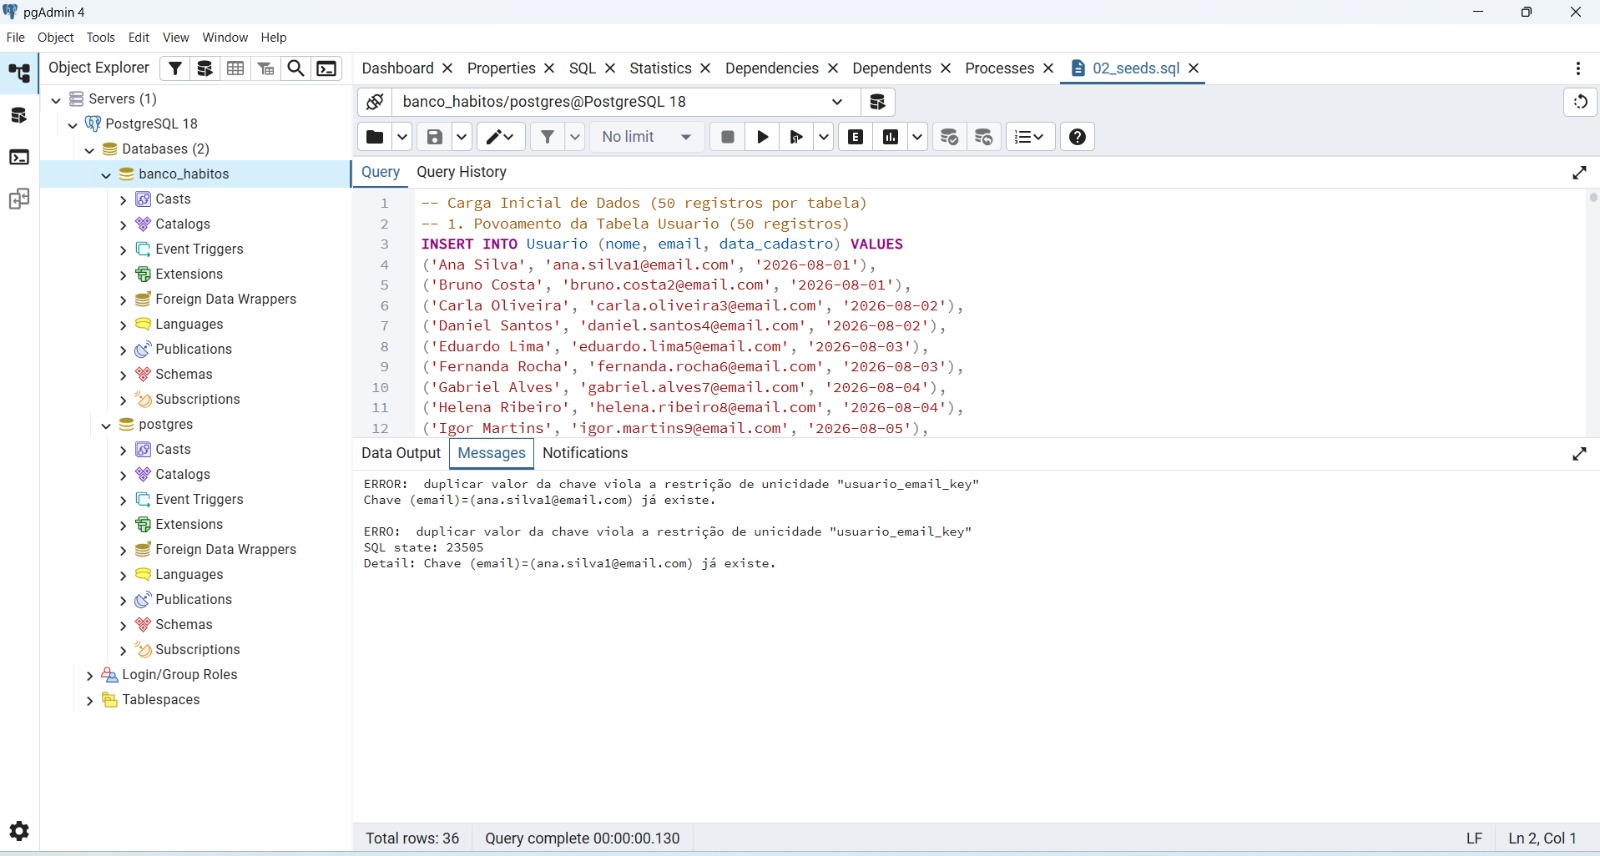 pgAdmin 4
File Object Tools Edit View Window Help
Object Explorer
Dashboard Properties SQL Statistics Dependencies Dependents Processes 02_seeds.sql
Servers (1)
PostgreSQL 18
Databases (2)
banco_habitos
Casts
Catalogs
Event Triggers
Extensions
Foreign Data Wrappers
Languages
Publications
Schemas
Subscriptions
postgres
Casts
Catalogs
Event Triggers
Extensions
Foreign Data Wrappers
Languages
Publications
Schemas
Subscriptions
Login/Group Roles
Tablespaces
banco_habitos/postgres@PostgreSQL 18
No limit
E
Query Query History
1 -- Carga Inicial de Dados (50 registros por tabela)
2 -- 1. Povoamento da Tabela Usuario (50 registros)
3 INSERT INTO Usuario (nome, email, data_cadastro) VALUES
4 ('Ana Silva', 'ana.silva1@email.com', '2026-08-01'),
5 ('Bruno Costa', 'bruno.costa2@email.com', '2026-08-01'),
6 ('Carla Oliveira', 'carla.oliveira3@email.com', '2026-08-02'),
7 ('Daniel Santos', 'daniel.santos4@email.com', '2026-08-02'),
8 ('Eduardo Lima', 'eduardo.lima5@email.com', '2026-08-03'),
9 ('Fernanda Rocha', 'fernanda.rocha6@email.com', '2026-08-03'),
10 ('Gabriel Alves', 'gabriel.alves7@email.com', '2026-08-04'),
11 ('Helena Ribeiro', 'helena.ribeiro8@email.com', '2026-08-04'),
12 ('Igor Martins', 'igor.martins9@email.com', '2026-08-05'),
Data Output Messages Notifications
ERROR:  duplicar valor da chave viola a restrição de unicidade "usuario_email_key"
Chave (email)=(ana.silva1@email.com) já existe.
ERRO:  duplicar valor da chave viola a restrição de unicidade "usuario_email_key"
SQL state: 23505
Detail: Chave (email)=(ana.silva1@email.com) já existe.
Total rows: 36 Query complete 00:00:00.130 LF Ln 2, Col 1